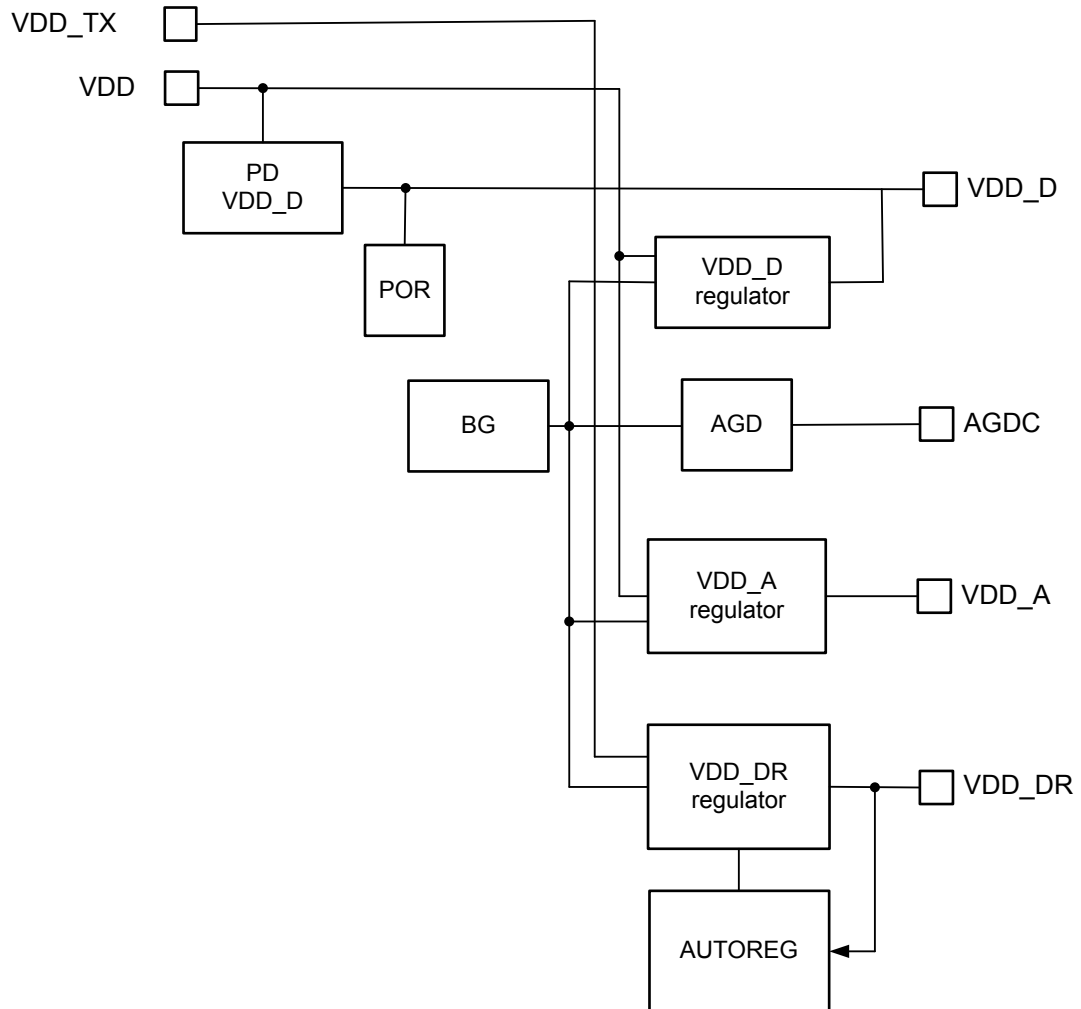 VDD_TX
VDD
PD
VDD_D
VDD_D
POR
VDD_D
regulator
BG
AGD
AGDC
VDD_A
regulator
VDD_A
VDD_DR
regulator
VDD_DR
AUTOREG